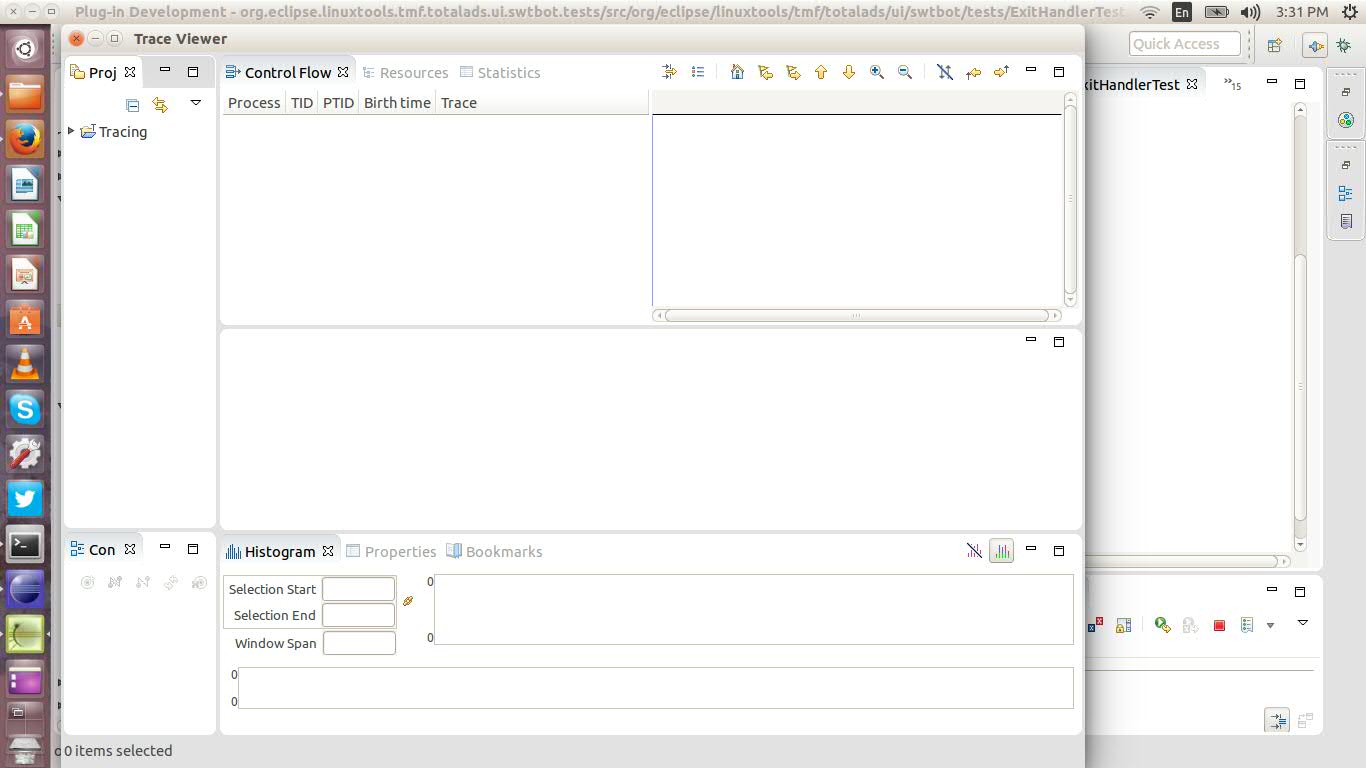 Plug-in Development - org.eclipse.linuxtools.tmf.totalads.ui.swtbot.tests/src/org/eclipse/linuxtools/tmf/totalads/ui/swtbot/tests/ExitHandlerTest
En
3:31 PM
Trace Viewer
Quick Access
Proj
Control Flow
Resources
Statistics
xitHandlerTest
»15
Process TID PTID Birth time Trace
Tracing
Con
Histogram
Properties
Bookmarks
Selection Start
Selection End
Window Span
0
0
0
0
0 items selected